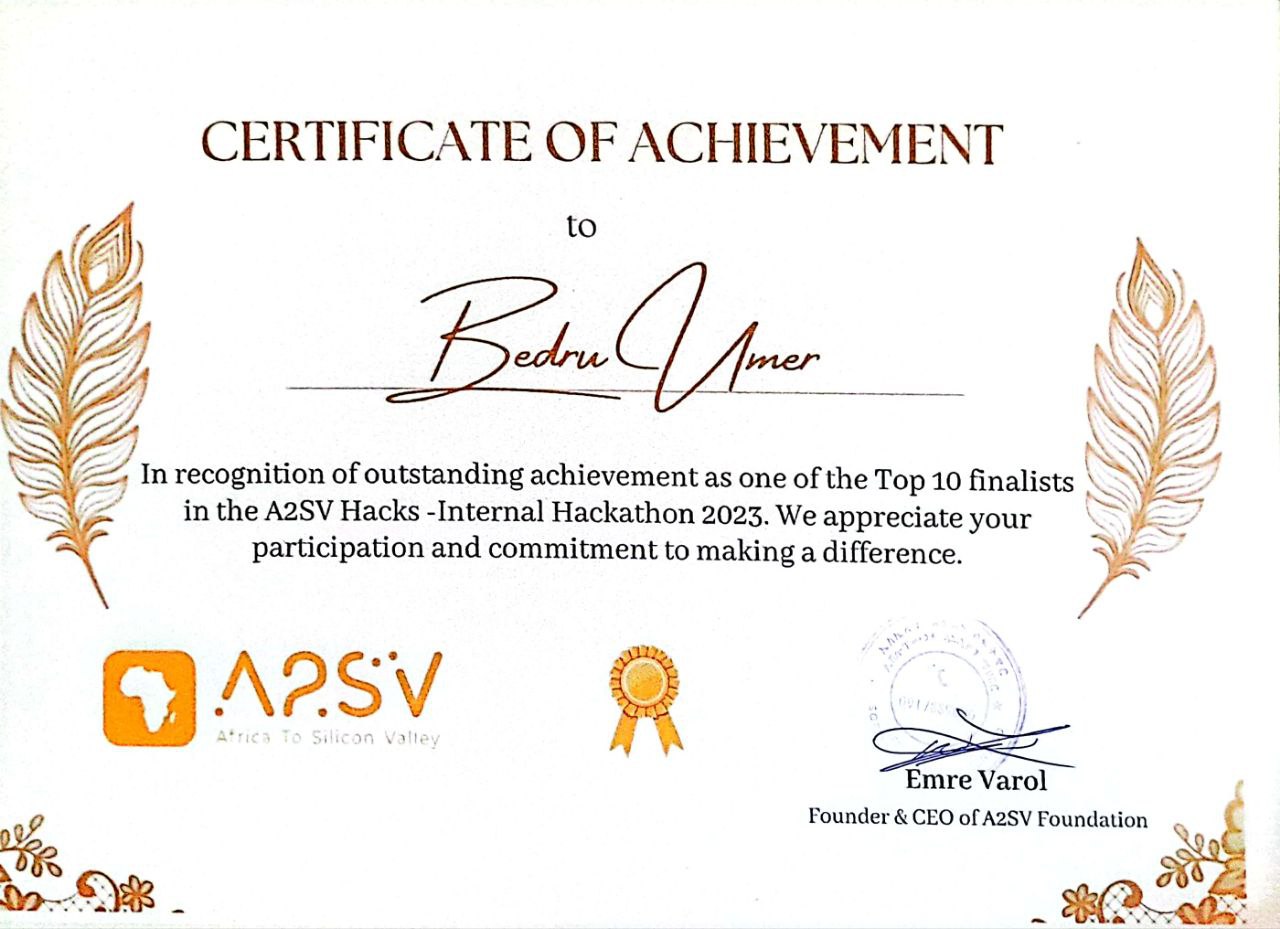 CERTIFICATE OF ACHIEVEMENT
to
Bedru Umer
In recognition of outstanding achievement as one of the Top 10 finalists
in the A2SV Hacks -Internal Hackathon 2023. We appreciate your
participation and commitment to making a difference.
A2SV
Africa To Silicon Valley
Emre Varol
Founder & CEO of A2SV Foundation